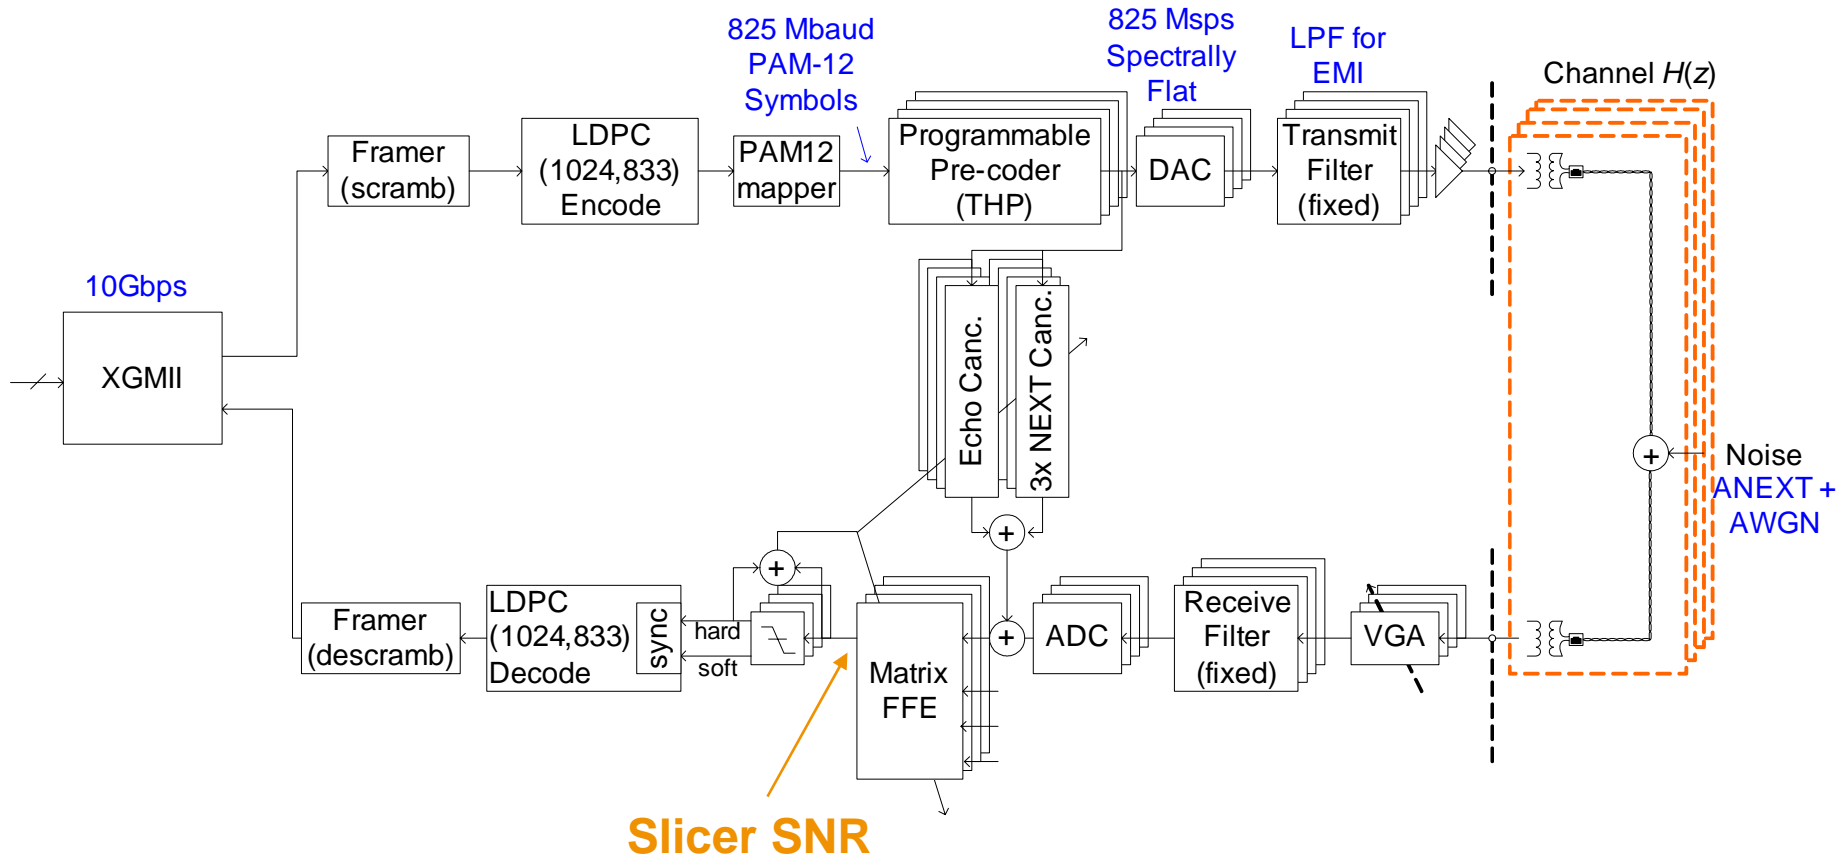 825 Mbaud
PAM-12
Symbols
825 Msps
Spectrally
Flat
LPF for
EMI
Channel H(z)
Framer
(scramb)
LDPC
(1024,833)
Encode
PAM12
mapper
Programmable
Pre-coder
(THP)
DAC
Transmit
Filter
(fixed)
10Gbps
XGMII
Echo Canc.
3x NEXT Canc.
+
+
Noise
ANEXT +
AWGN
+
Framer
(descramb)
LDPC
(1024,833)
Decode
sync
hard
soft
Matrix
FFE
+
ADC
Receive
Filter
(fixed)
VGA
Slicer SNR